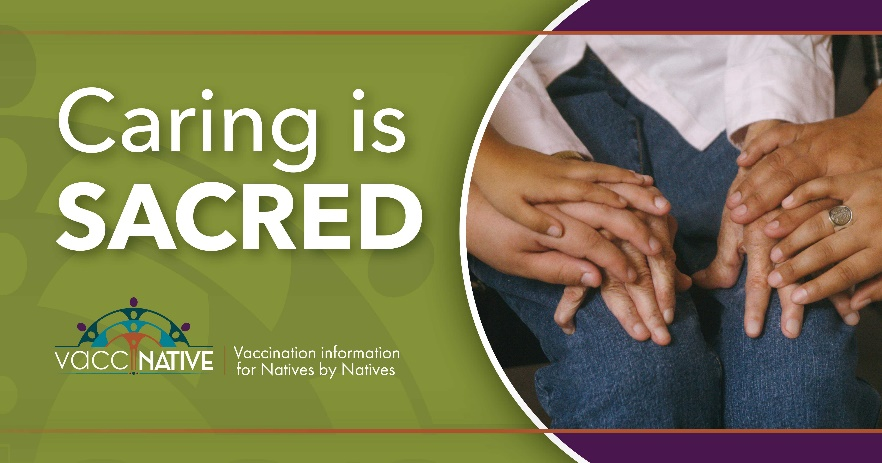 Caring is
SACRED
VACCINATIVE
Vaccination information
for Natives by Natives